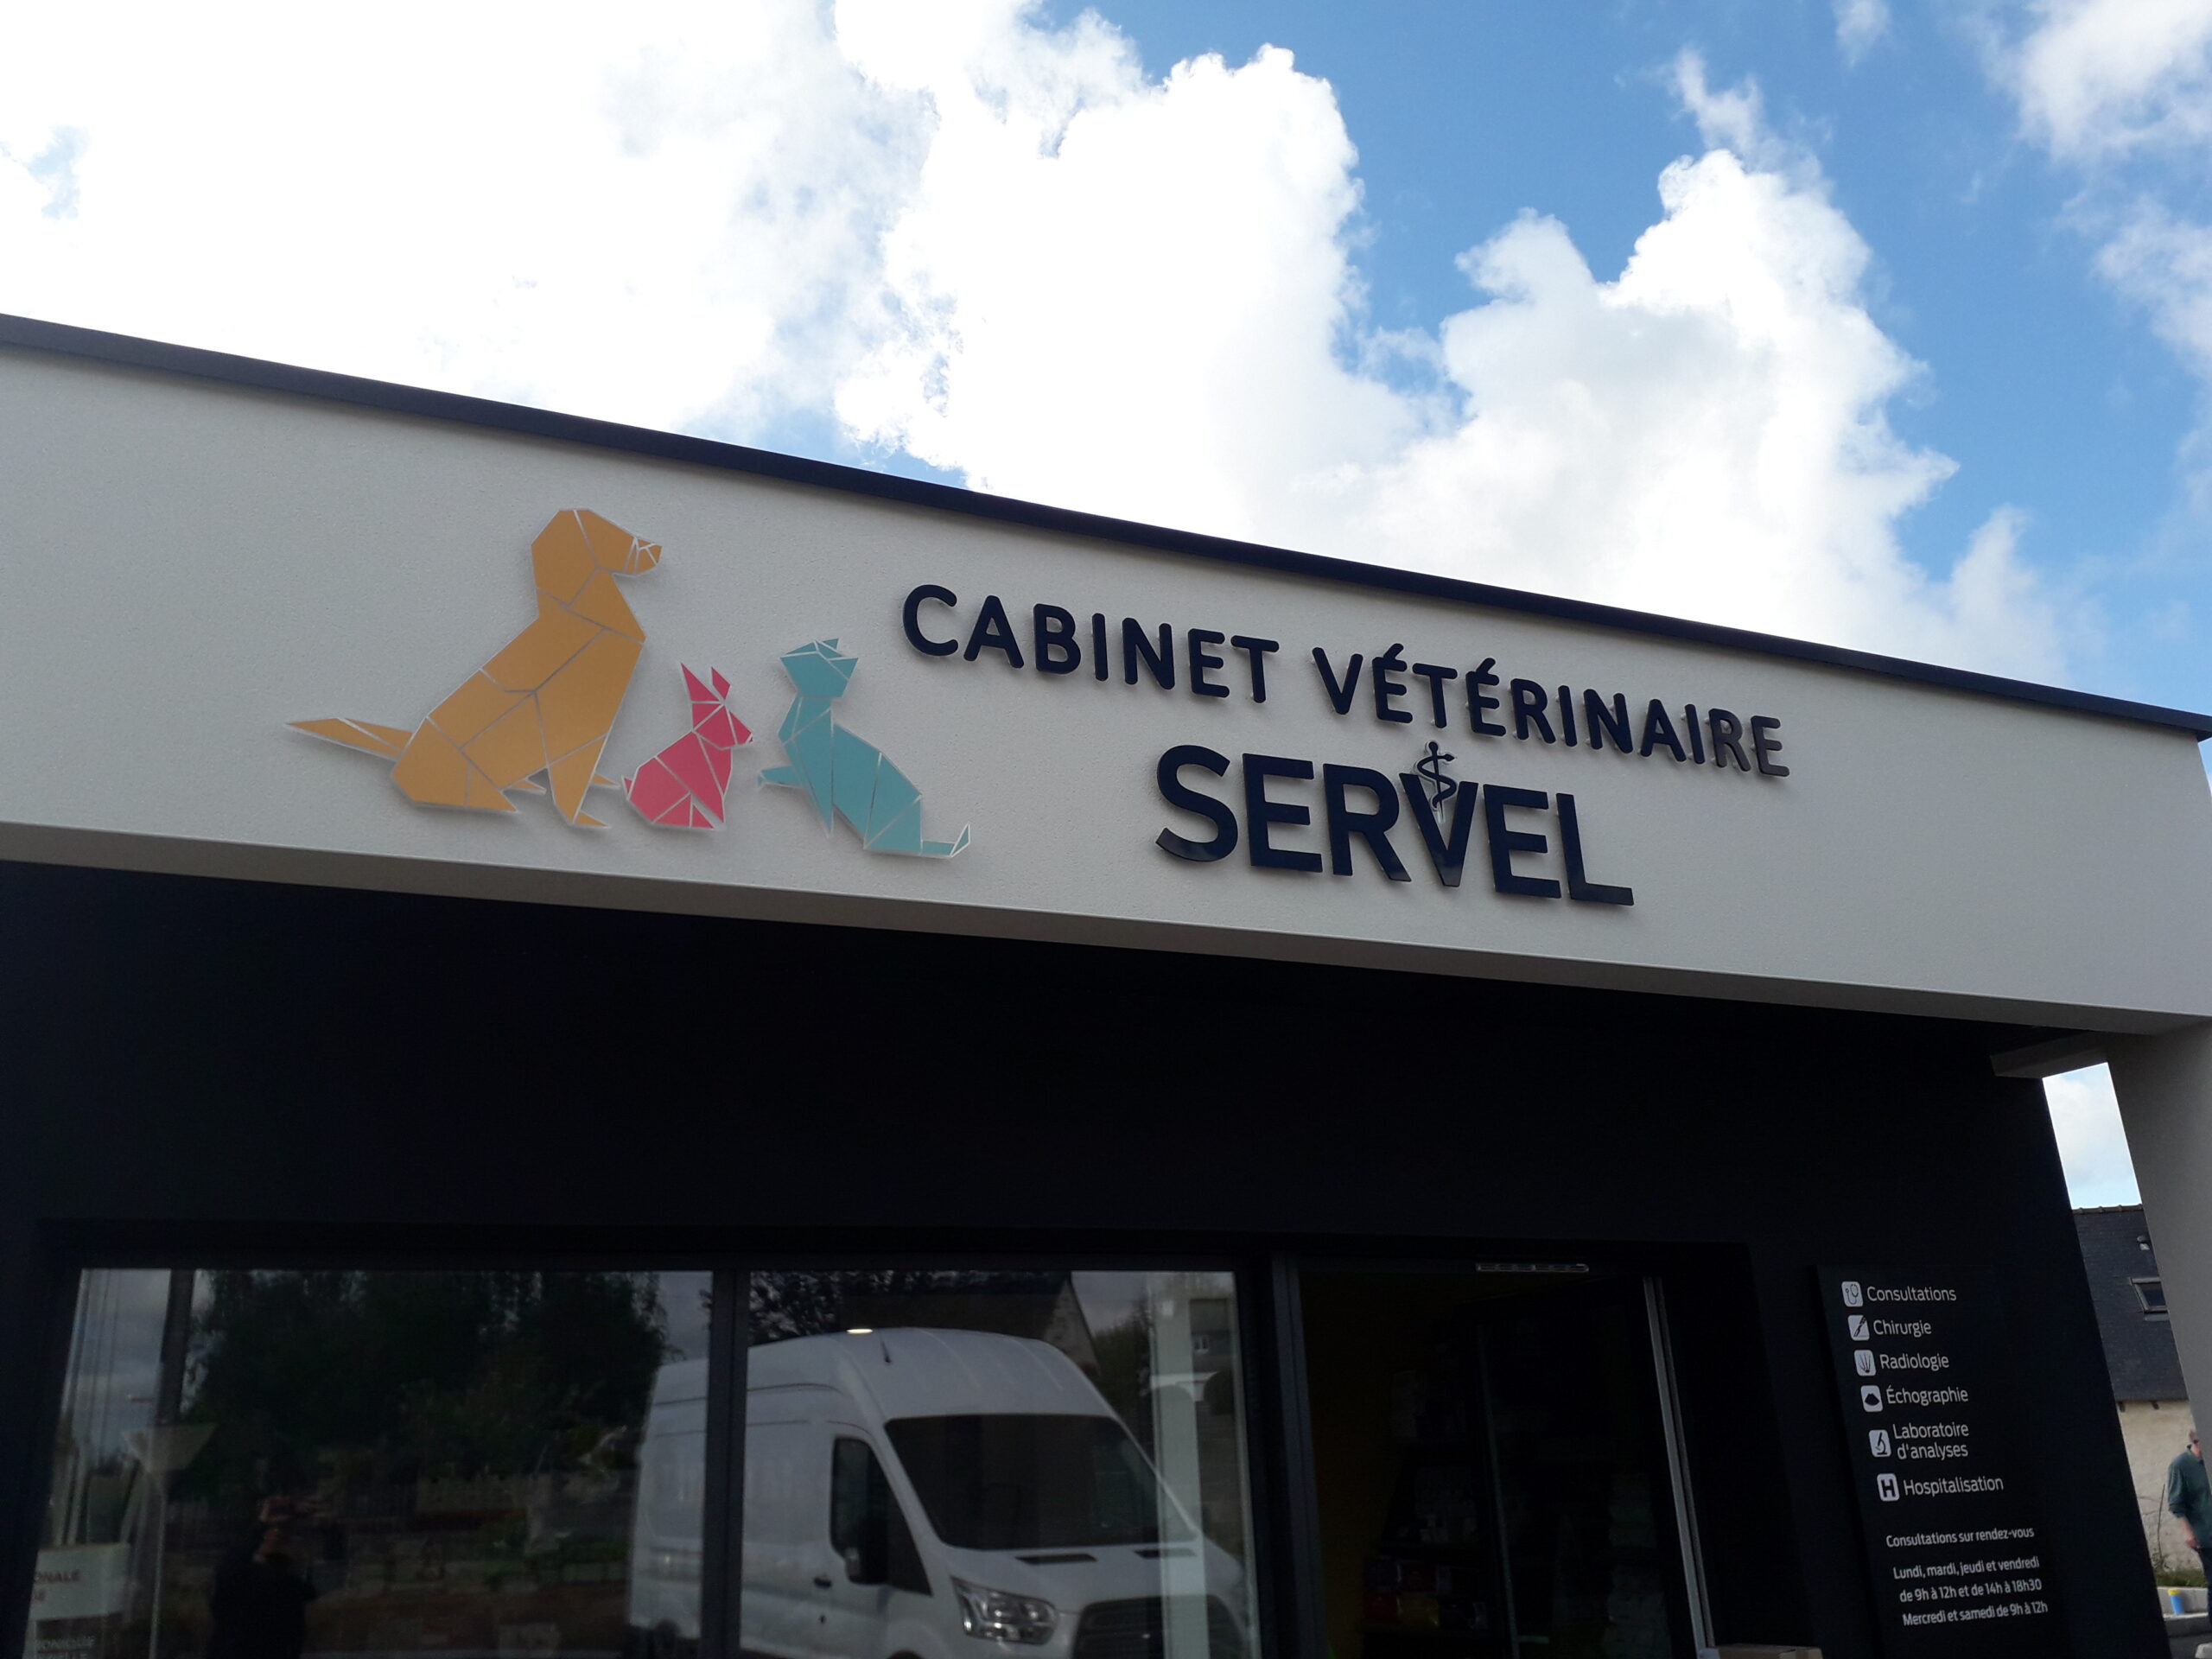 CABINET VÉTÉRINAIRE
SERVEL
Consultations
Chirurgie
Radiologie
Échographie
Laboratoire
d'analyses
H Hospitalisation
Consultations sur rendez-vous
Lundi, mardi, jeudi et vendredi
de 9h à 12h et de 14h à 18h30
Mercredi et samedi de 9h à 12h